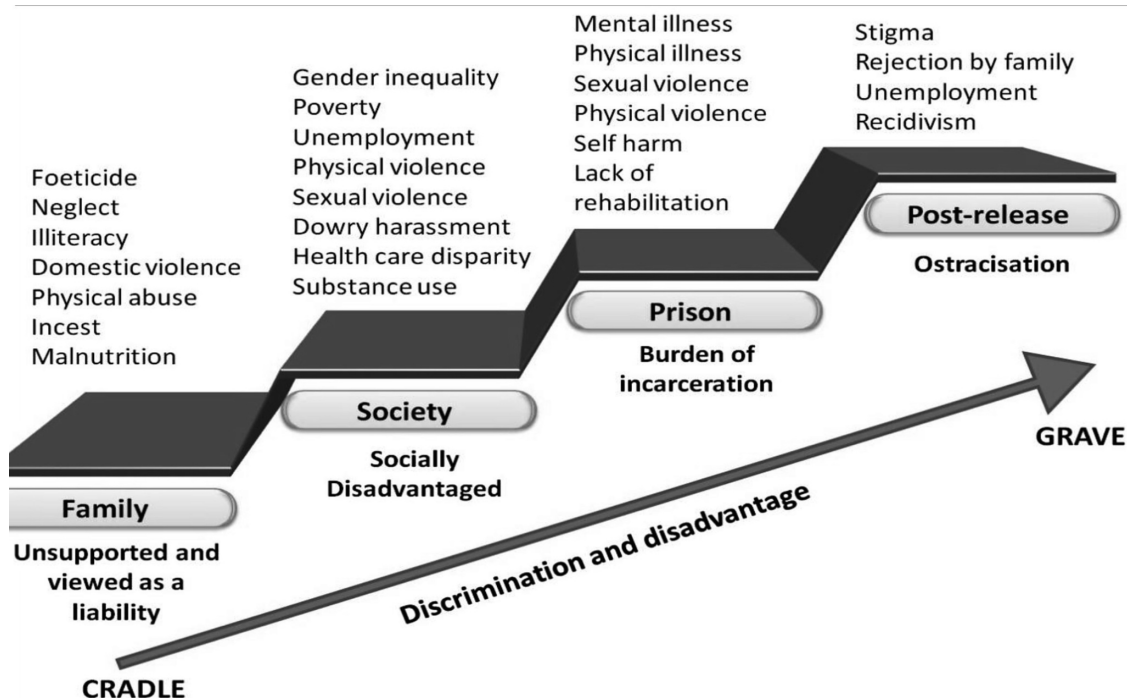 Foeticide
Neglect
Illiteracy
Domestic violence
Physical abuse
Incest
Malnutrition
Family
Unsupported and
viewed as a
liability
Gender inequality
Poverty
Unemployment
Physical violence
Sexual violence
Dowry harassment
Health care disparity
Substance use
Society
Socially
Disadvantaged
Mental illness
Physical illness
Sexual violence
Physical violence
Self harm
Lack of
rehabilitation
Prison
Burden of
incarceration
Stigma
Rejection by family
Unemployment
Recidivism
Post-release
Ostracisation
CRADLE
Discrimination and disadvantage
GRAVE